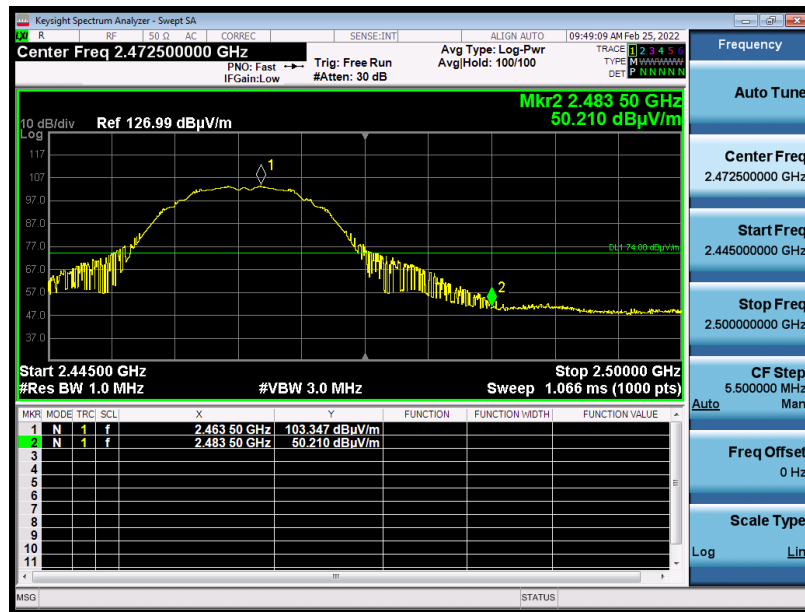 Keysight Spectrum Analyzer - Swept SA
LXI R RF 50 Ω AC CORREC SENSE:INT ALIGN AUTO 09:49:09 AM Feb 25, 2022
Center Freq 2.472500000 GHz
PNO: Fast
IFGain:Low
Trig: Free Run
#Atten: 30 dB
Avg Type: Log-Pwr
Avg|Hold: 100/100
TRACE 1 2 3 4 5 6
TYPE M WWWWW
DET P N N N N N
Mkr2 2.483 50 GHz
50.210 dBµV/m
10 dB/div Ref 126.99 dBµV/m
Log
117
107
97.0
87.0
77.0
67.0
57.0
47.0
37.0
1
DL1 74.00 dBµV/m
2
Start 2.44500 GHz Stop 2.50000 GHz
#Res BW 1.0 MHz #VBW 3.0 MHz Sweep 1.066 ms (1000 pts)
MKR MODE TRC SCL X Y FUNCTION FUNCTION WIDTH FUNCTION VALUE
1 N 1 f 2.463 50 GHz 103.347 dBµV/m
2 N 1 f 2.483 50 GHz 50.210 dBµV/m
3
4
5
6
7
8
9
10
11
MSG STATUS
Frequency
Auto Tune
Center Freq
2.472500000 GHz
Start Freq
2.445000000 GHz
Stop Freq
2.500000000 GHz
CF Step
5.500000 MHz
Auto Man
Freq Offset
0 Hz
Scale Type
Log Lin